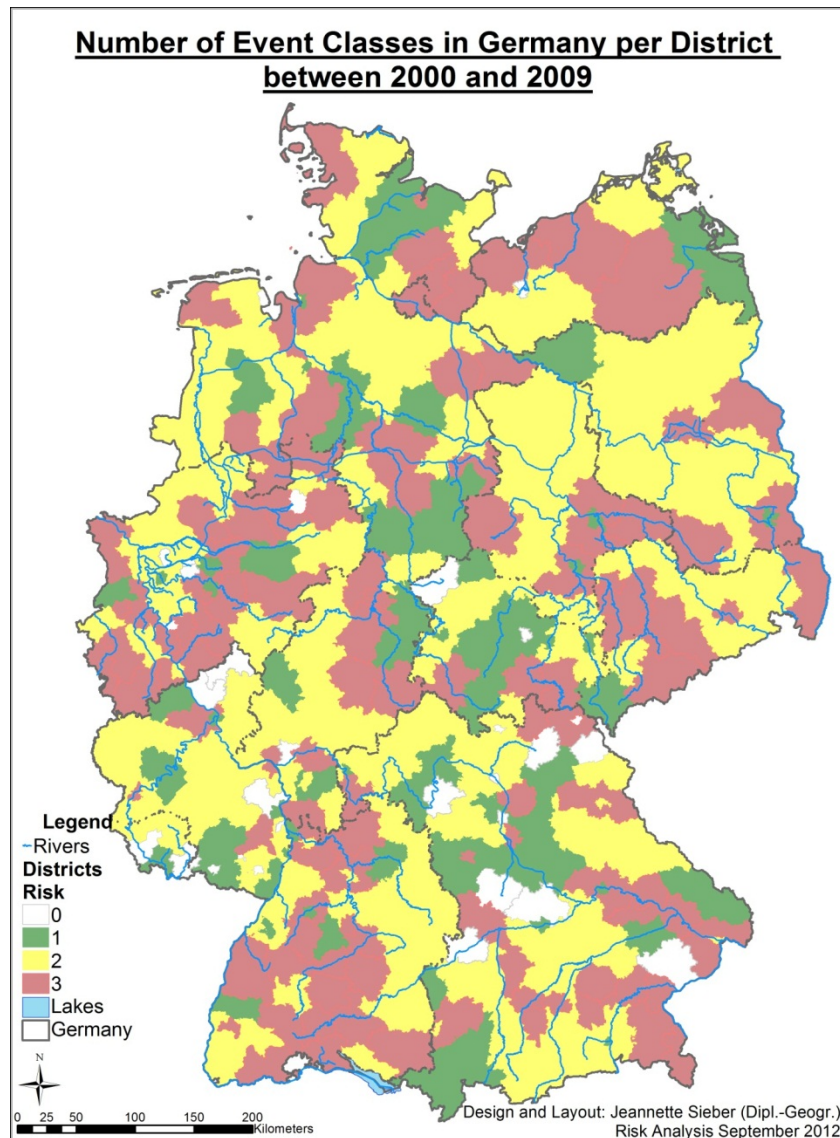 Number of Event Classes in Germany per District
between 2000 and 2009
Legend
Rivers
Districts
Risk
0
1
2
3
Lakes
Germany
N
0 25 50 100 150 200
Kilometers
Design and Layout: Jeannette Sieber (Dipl.-Geogr.)
Risk Analysis September 2012